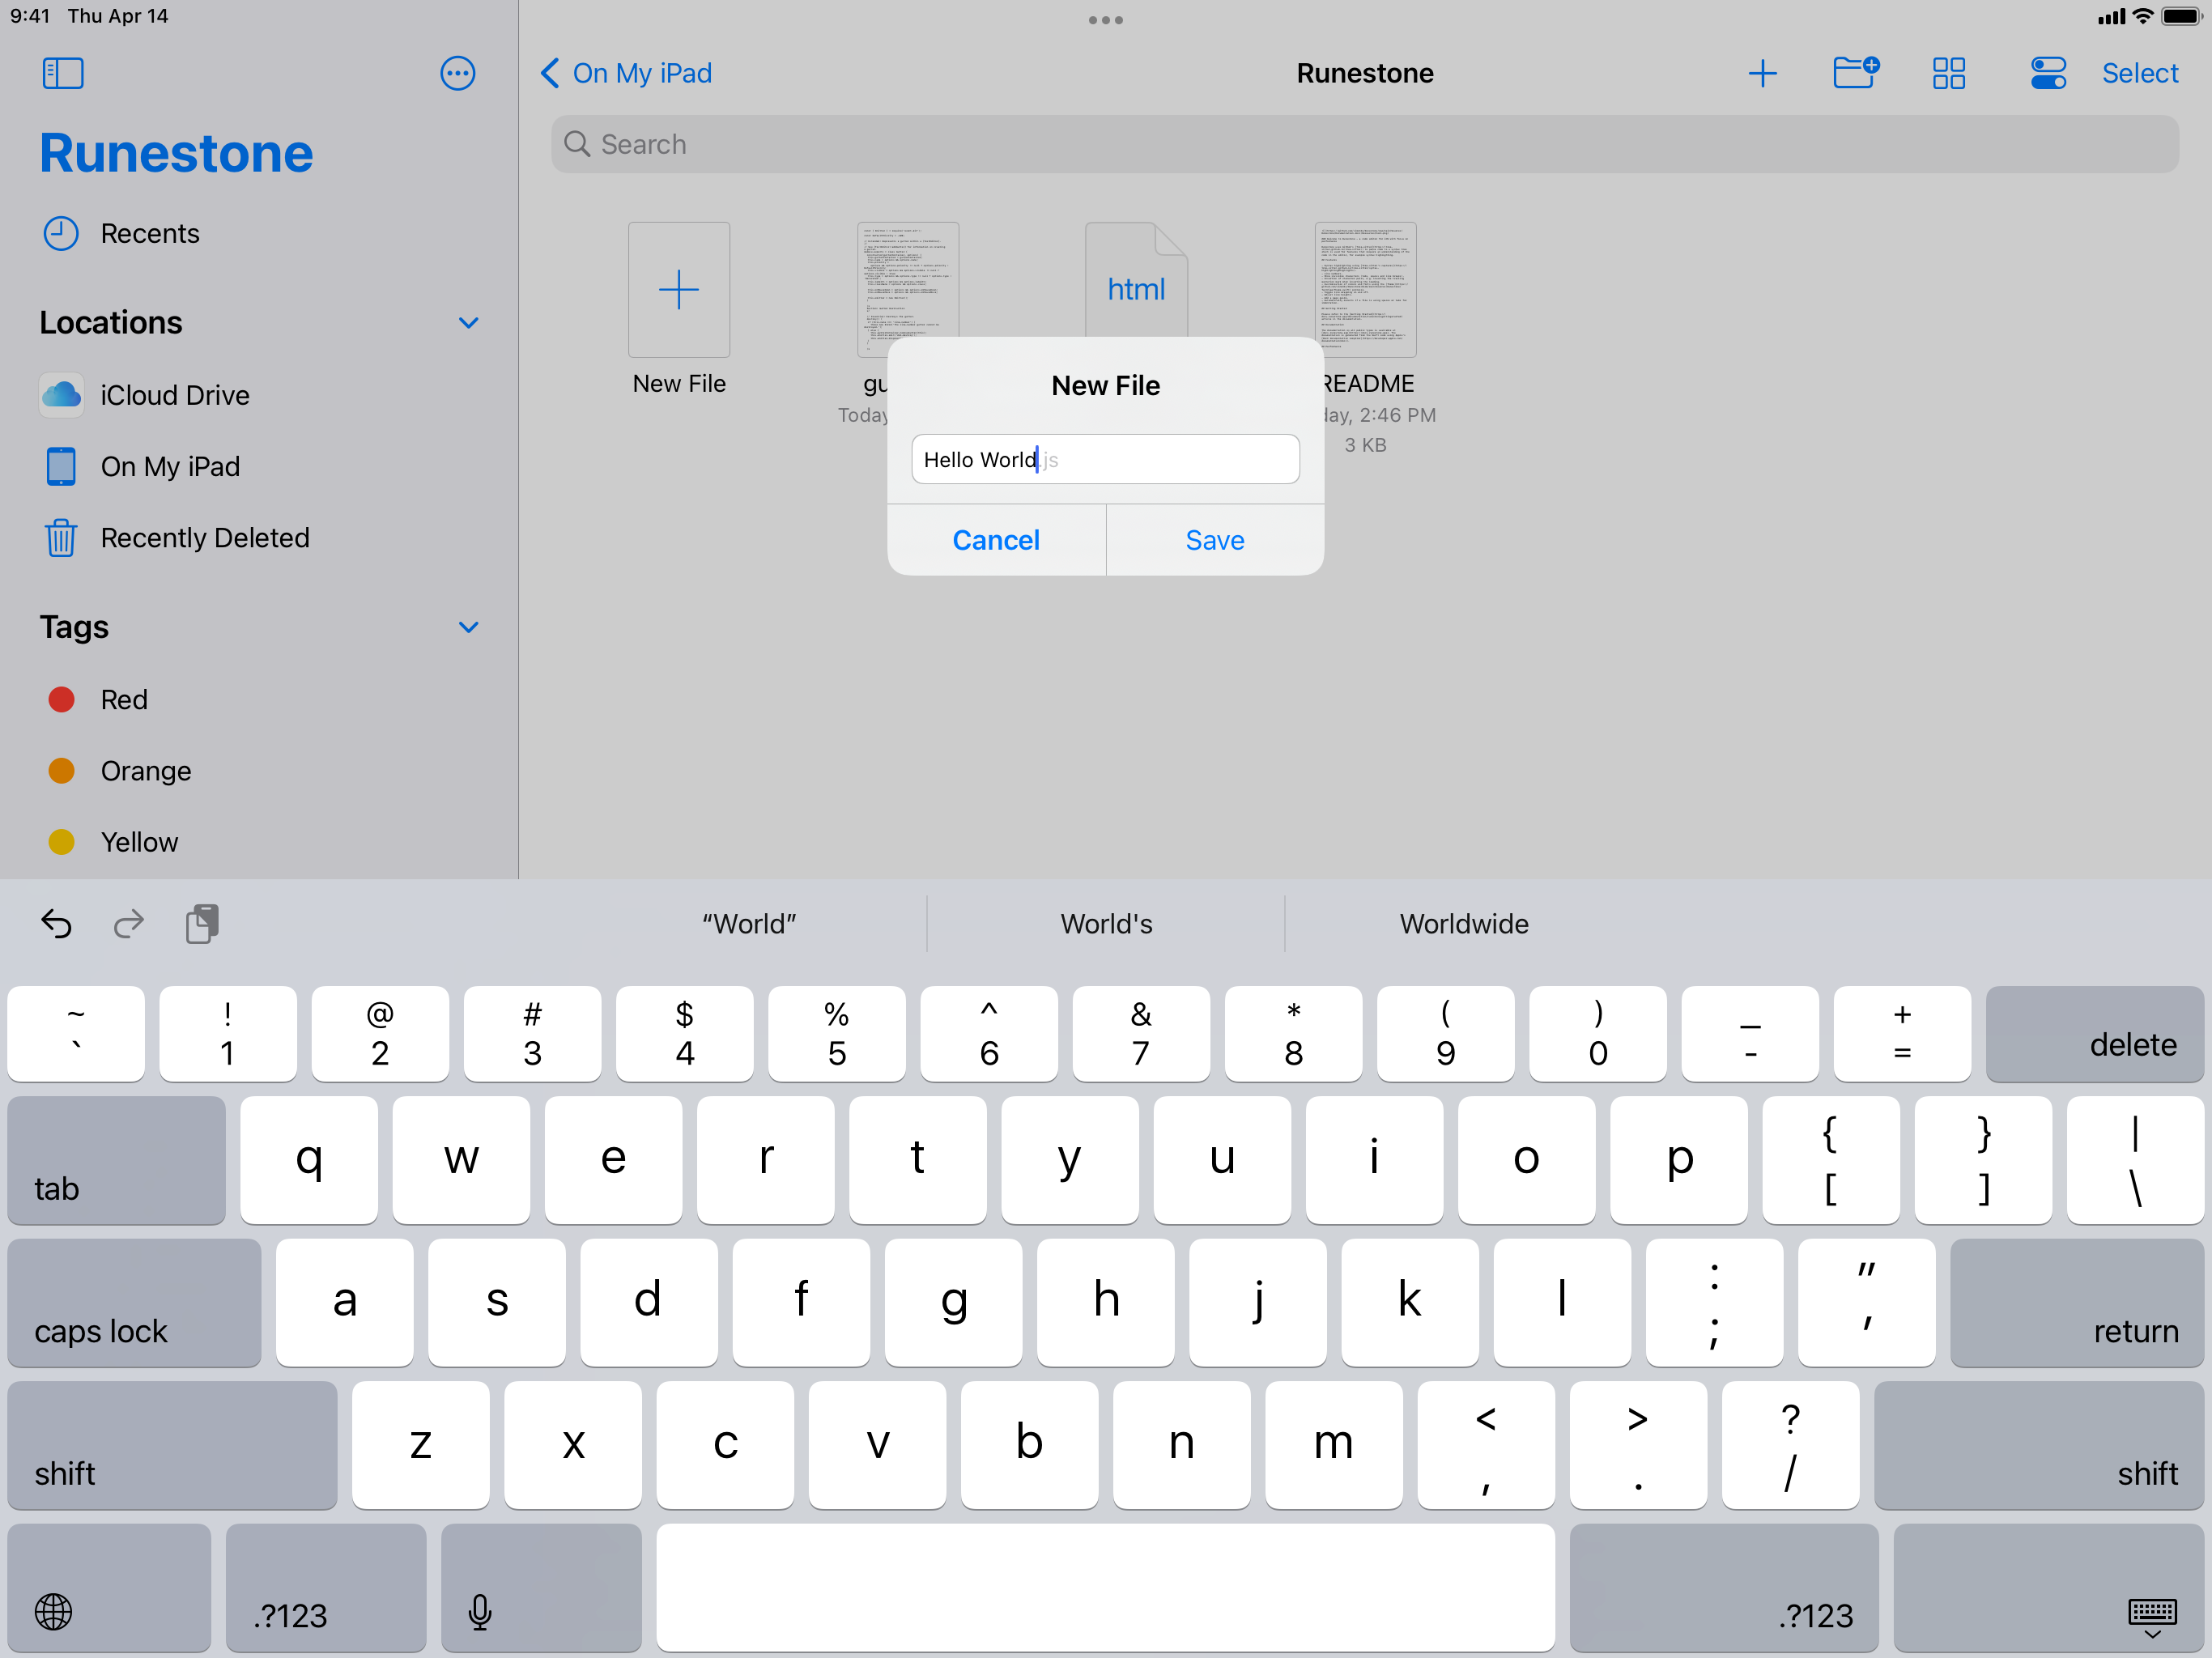 9:41 Thu Apr 14
Runestone
Recents
Locations
iCloud Drive
On My iPad
Recently Deleted
Tags
Red
Orange
Yellow
On My iPad
Runestone
Select
Search
html
New File
gu
README
Today
day, 2:46 PM
3 KB
New File
Hello World.js
Cancel
Save
“World” World's Worldwide
~ ! @ # $ % ^ & * ( ) _ +
` 1 2 3 4 5 6 7 8 9 0 - = delete
tab q w e r t y u i o p { [ } ] | \
caps lock a s d f g h j k l : ; " ' return
shift z x c v b n m < , > . ? / shift
.?123 .?123